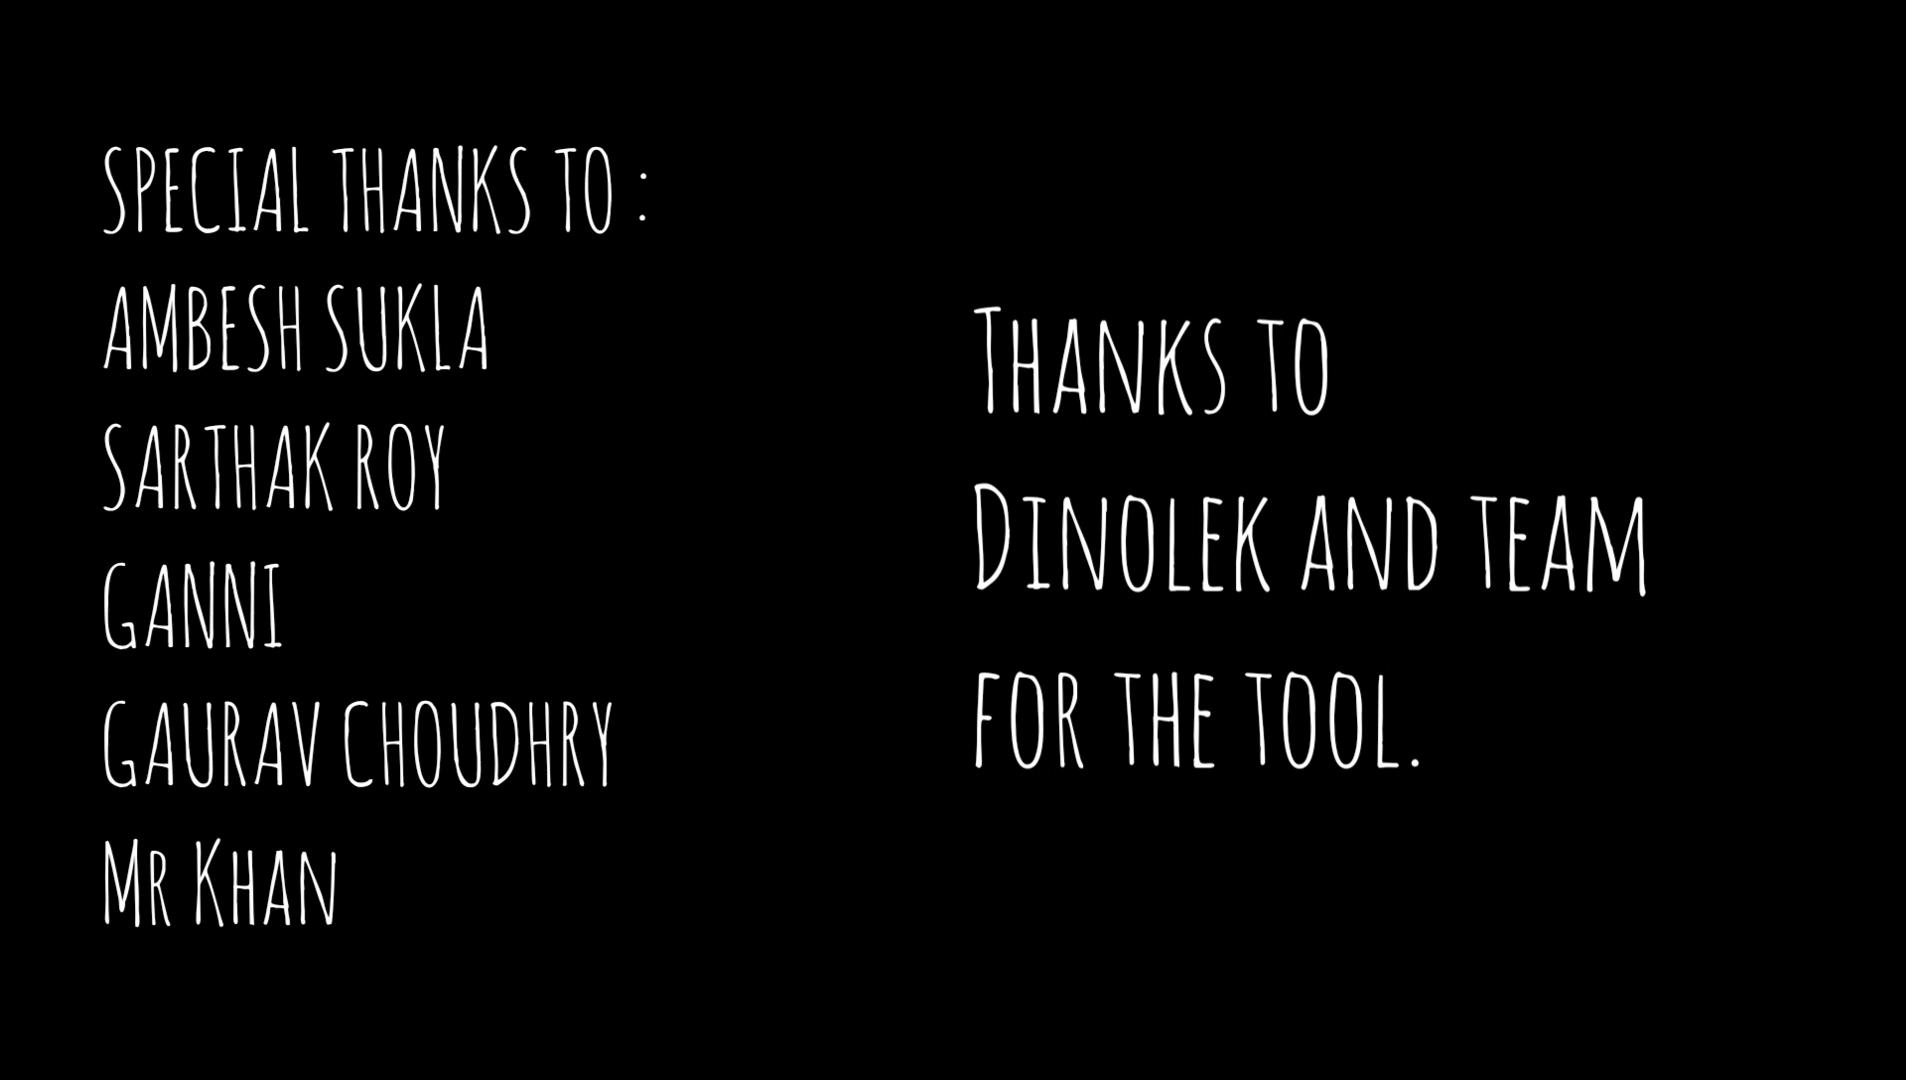 SPECIAL THANKS TO :
AMBESH SUKLA
SARTHAK ROY
GANNI
GAURAV CHOUDHRY
Mr Khan
Thanks to
Dinolek and team
for the tool.